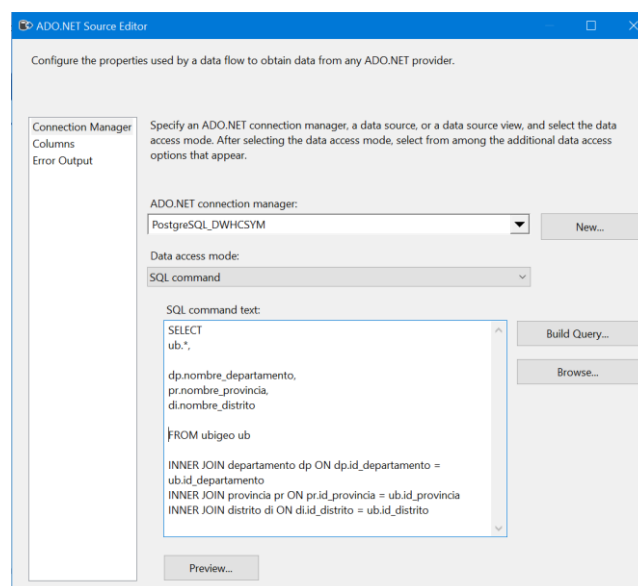 ADO.NET Source Editor
Configure the properties used by a data flow to obtain data from any ADO.NET provider.
Connection Manager
Columns
Error Output
Specify an ADO.NET connection manager, a data source, or a data source view, and select the data
access mode. After selecting the data access mode, select from among the additional data access
options that appear.
ADO.NET connection manager:
PostgreSQL_DWHCSYM
New...
Data access mode:
SQL command
SQL command text:
SELECT
ub.*,
dp.nombre_departamento,
pr.nombre_provincia,
di.nombre_distrito
FROM ubigeo ub
INNER JOIN departamento dp ON dp.id_departamento =
ub.id_departamento
INNER JOIN provincia pr ON pr.id_provincia = ub.id_provincia
INNER JOIN distrito di ON di.id_distrito = ub.id_distrito
Build Query...
Browse...
Preview...